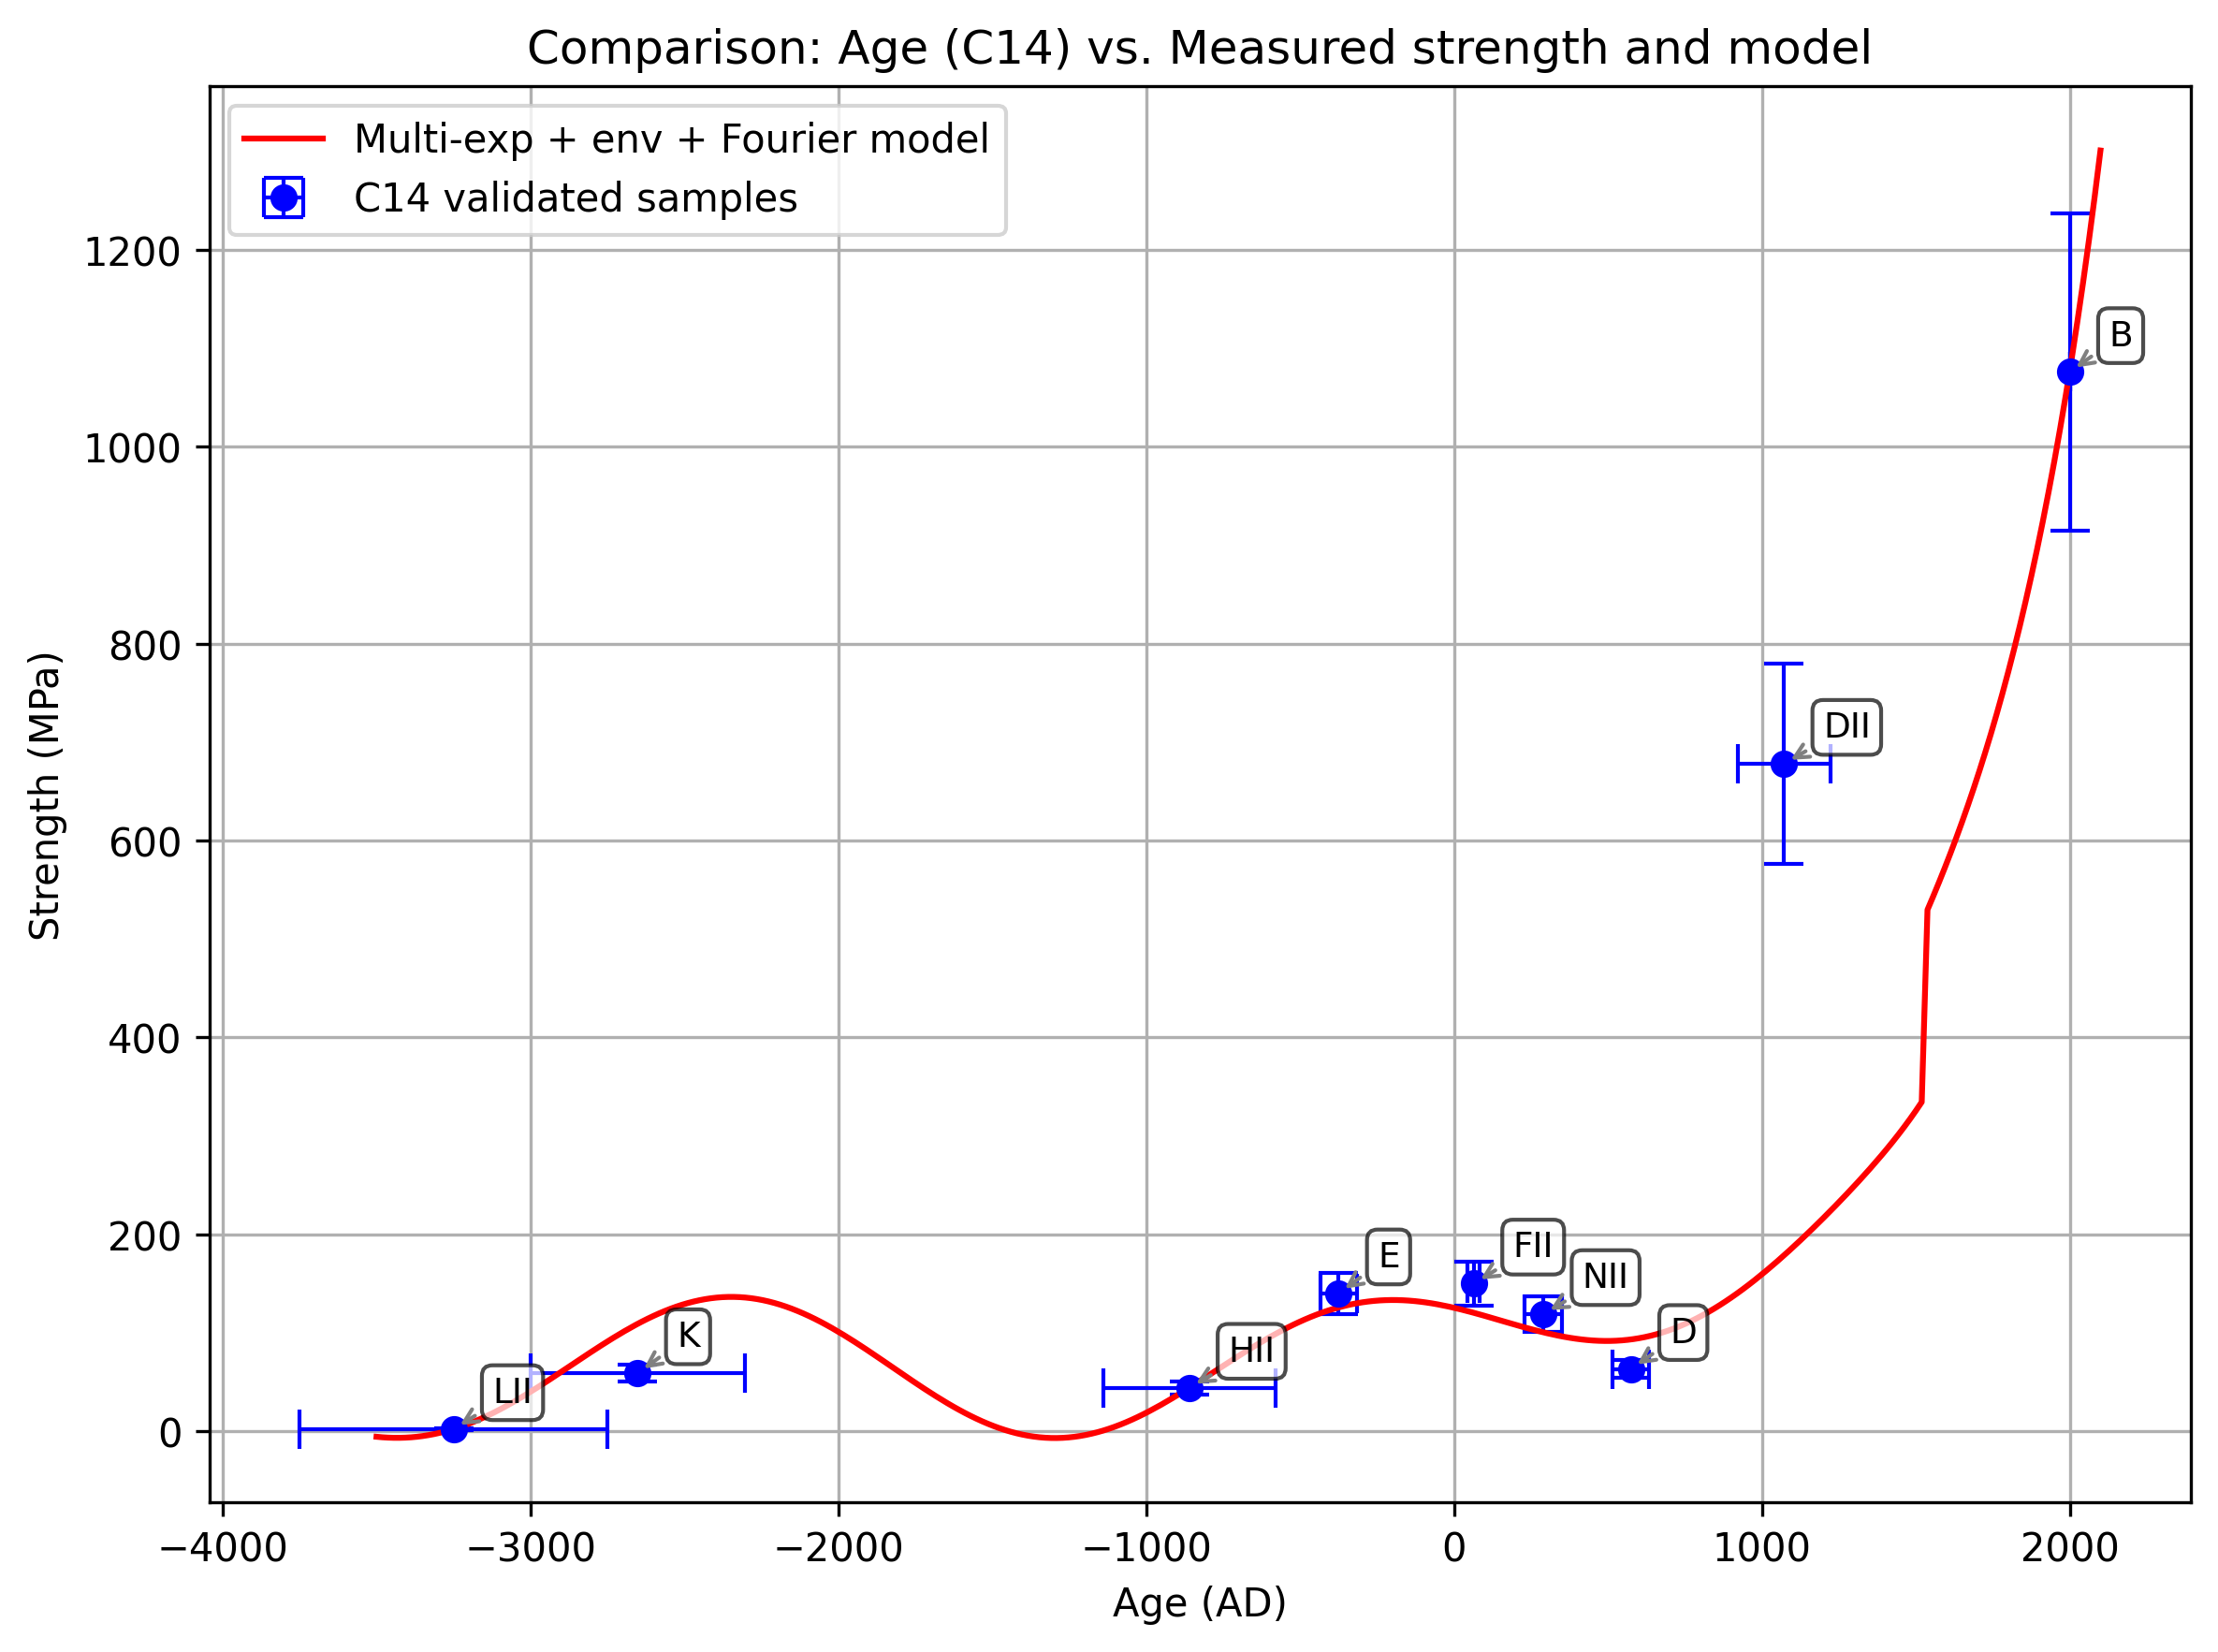 Comparison: Age (C14) vs. Measured strength and model
Multi-exp + env + Fourier model
C14 validated samples
1200
1000
800
600
400
200
0
Strength (MPa)
B
DII
FII
E
NII
D
K
HII
LII
−4000
−3000
−2000
−1000
0
1000
2000
Age (AD)